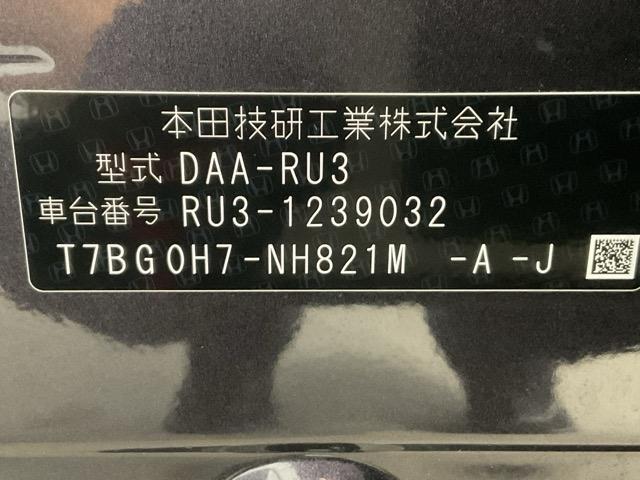 本田技研工業株式会社
型式 DAA-RU3
車台番号 RU3-1239032
T7BG0H7-NH821M -A -J